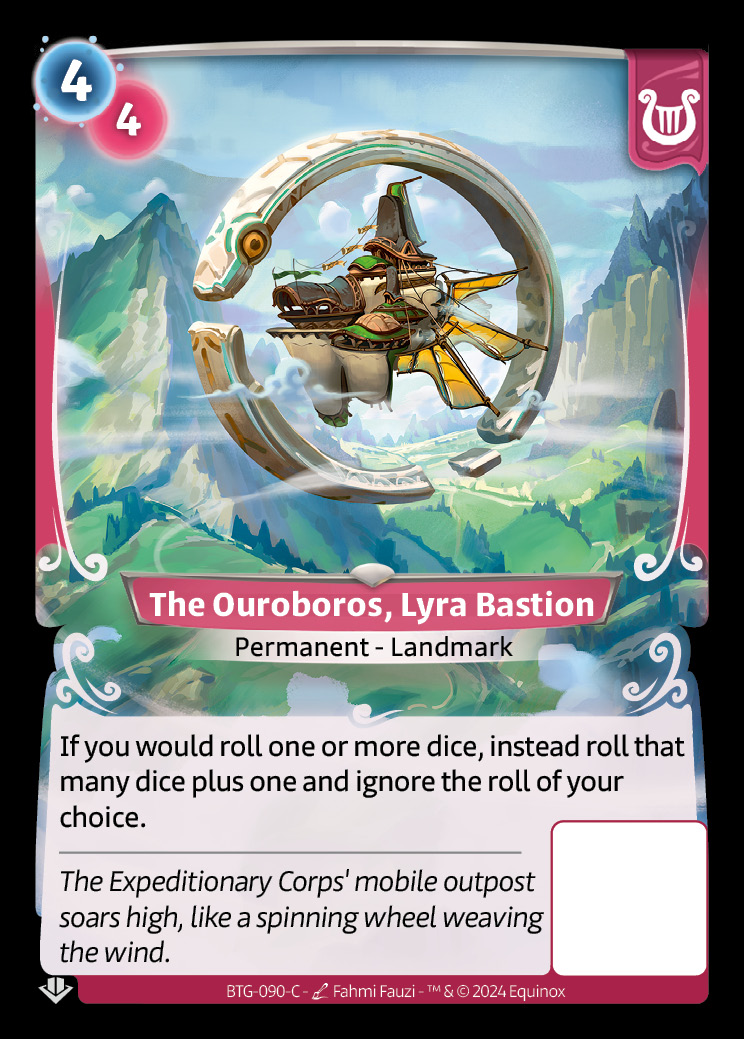 4
4
The Ouroboros, Lyra Bastion
Permanent - Landmark
If you would roll one or more dice, instead roll that
many dice plus one and ignore the roll of your
choice.
The Expeditionary Corps' mobile outpost
soars high, like a spinning wheel weaving
the wind.
BTG-090-C - Fahmi Fauzi - ™ & © 2024 Equinox